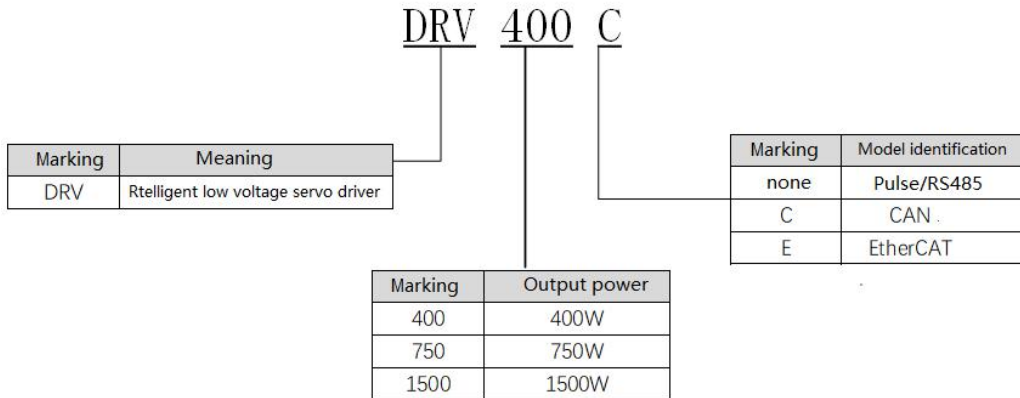 DRV 400 C
Marking Meaning
DRV Rtelligent low voltage servo driver
Marking Model identification
none Pulse/RS485
C CAN .
E EtherCAT
Marking Output power
400 400W
750 750W
1500 1500W